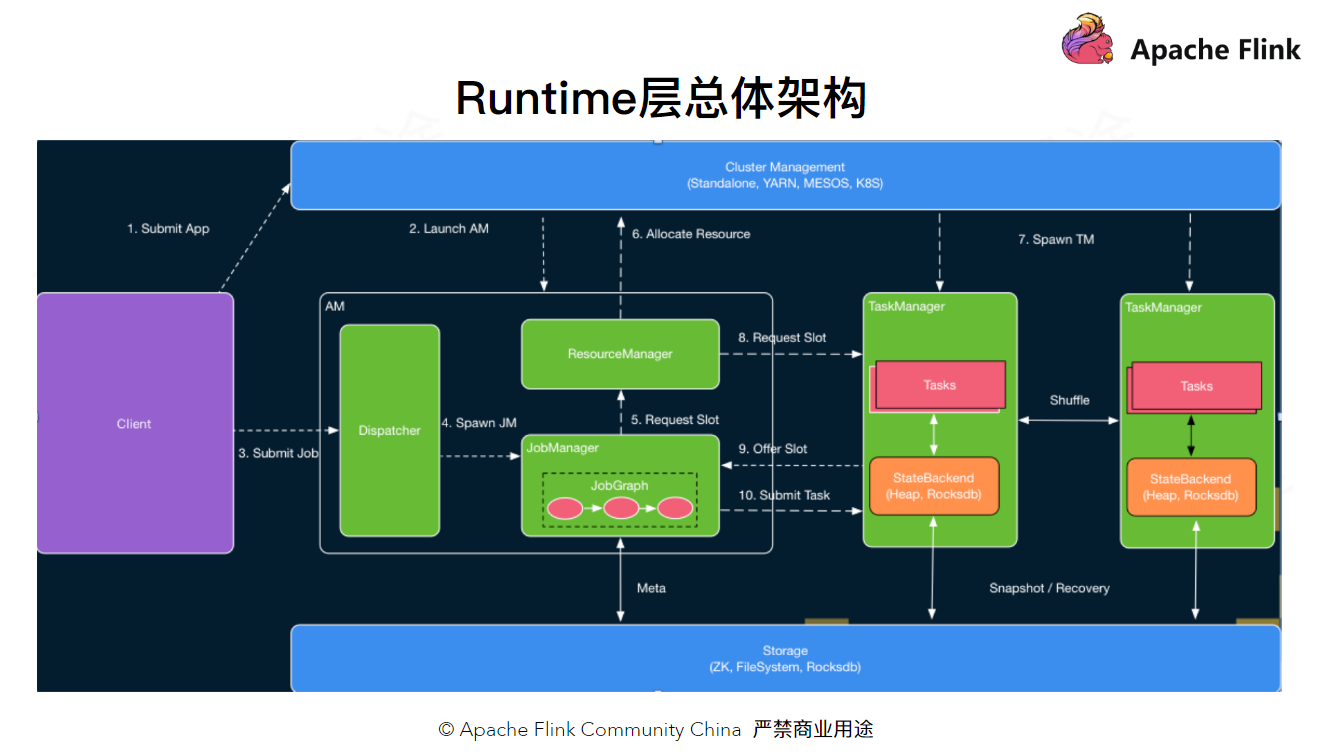 Apache Flink
Runtime层总体架构
Cluster Management
(Standalone, YARN, MESOS, K8S)
1. Submit App
2. Launch AM
6. Allocate Resource
7. Spawn TM
AM
TaskManager
TaskManager
ResourceManager
8. Request Slot
Tasks
Tasks
Shuffle
Client
Dispatcher
4. Spawn JM
5. Request Slot
3. Submit Job
JobManager
9. Offer Slot
JobGraph
StateBackend
(Heap, Rocksdb)
StateBackend
(Heap, Rocksdb)
10. Submit Task
Meta
Snapshot / Recovery
Storage
(ZK, FileSystem, Rocksdb)
© Apache Flink Community China 严禁商业用途